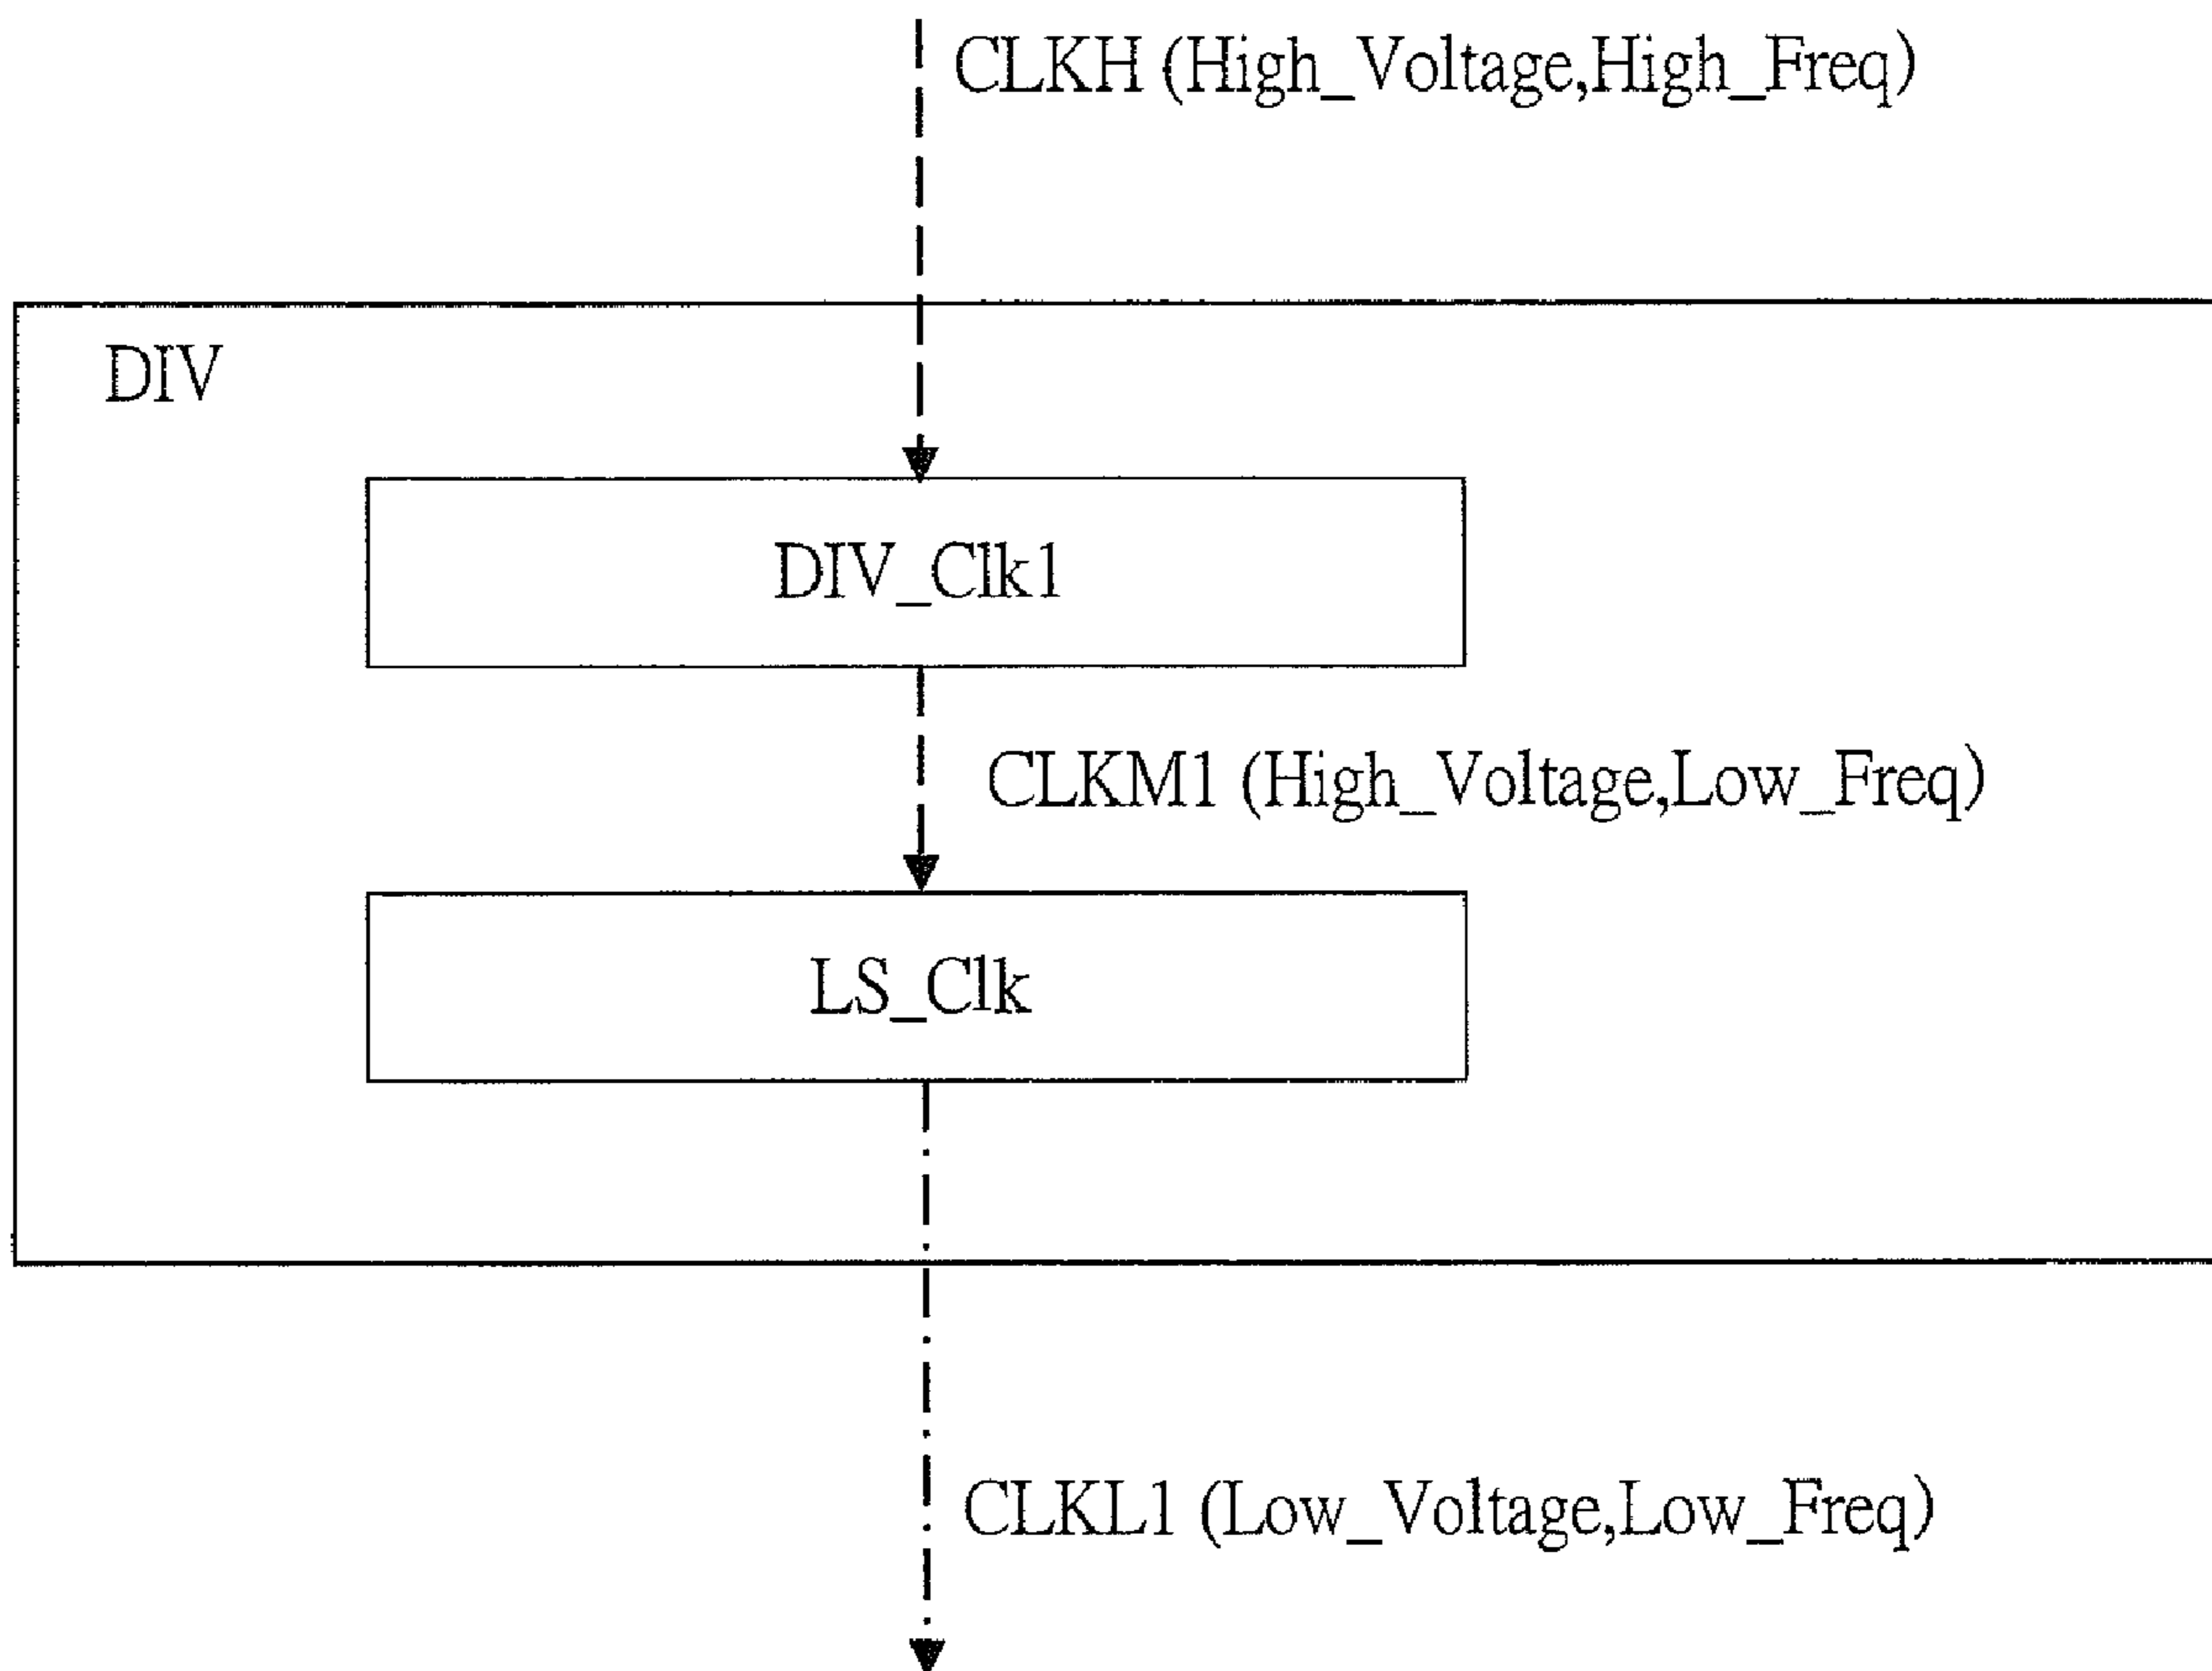 CLKH (High_Voltage,High_Freq)
DIV
DIV_Clk1
CLKM1 (High_Voltage,Low_Freq)
LS_Clk
CLKL1 (Low_Voltage,Low_Freq)